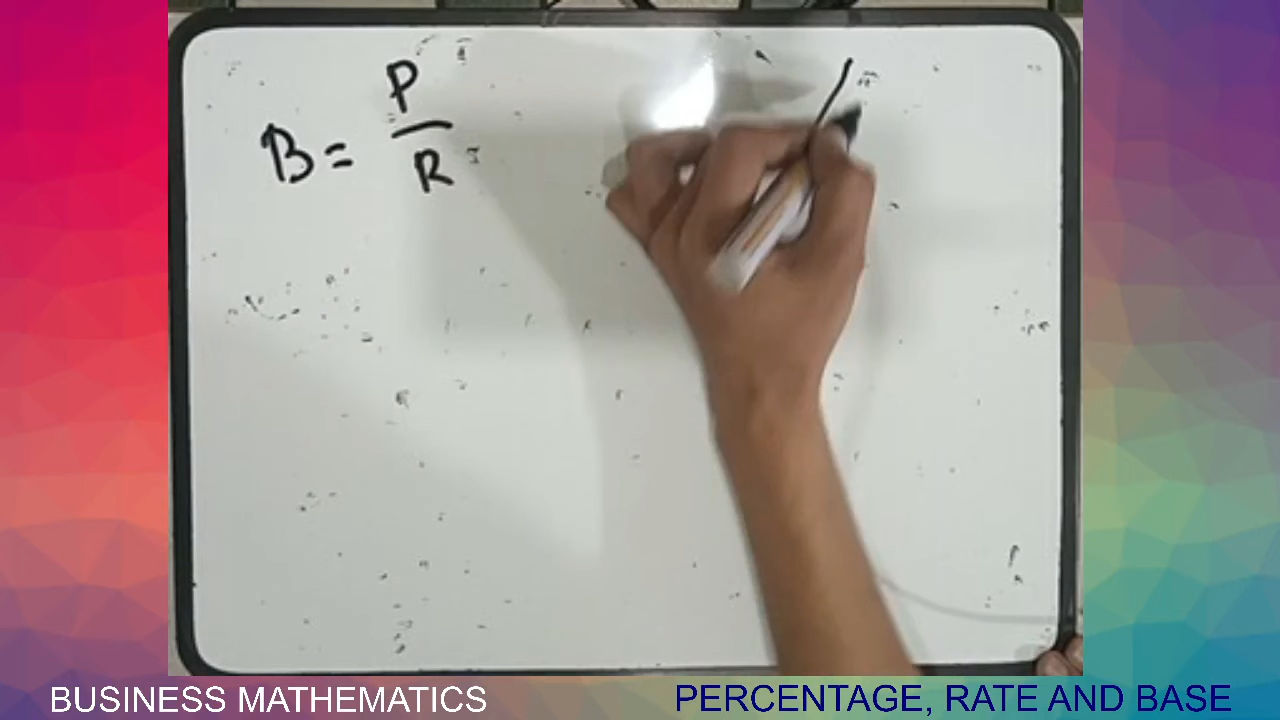 B = P/R
BUSINESS MATHEMATICS
PERCENTAGE, RATE AND BASE